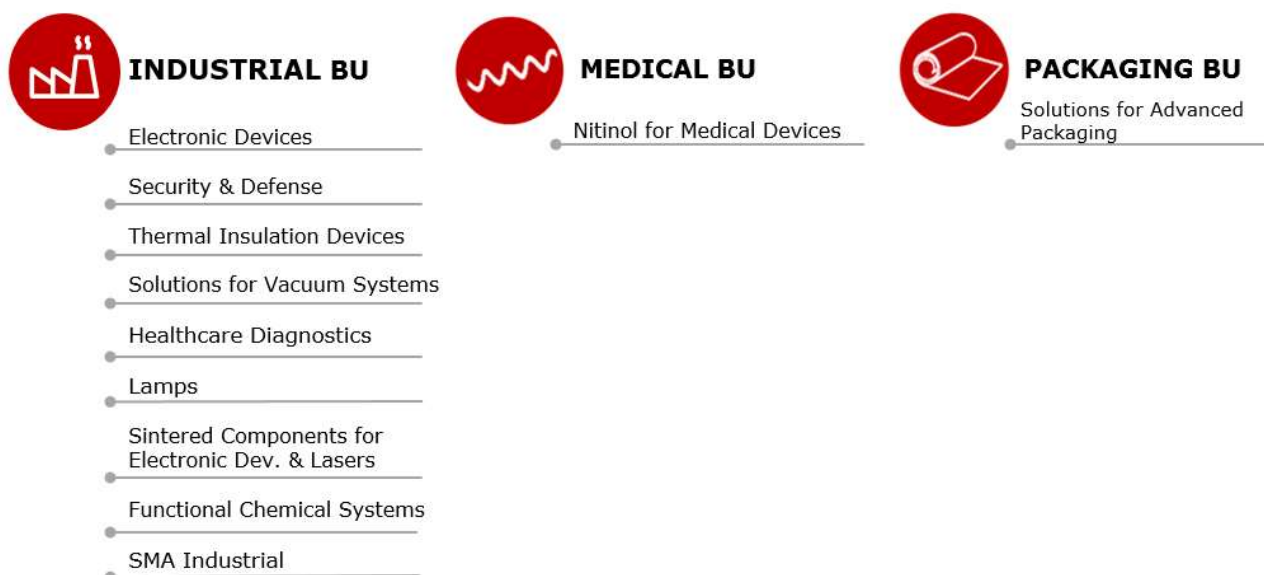 INDUSTRIAL BU
Electronic Devices
Security & Defense
Thermal Insulation Devices
Solutions for Vacuum Systems
Healthcare Diagnostics
Lamps
Sintered Components for
Electronic Dev. & Lasers
Functional Chemical Systems
SMA Industrial
MEDICAL BU
Nitinol for Medical Devices
PACKAGING BU
Solutions for Advanced
Packaging